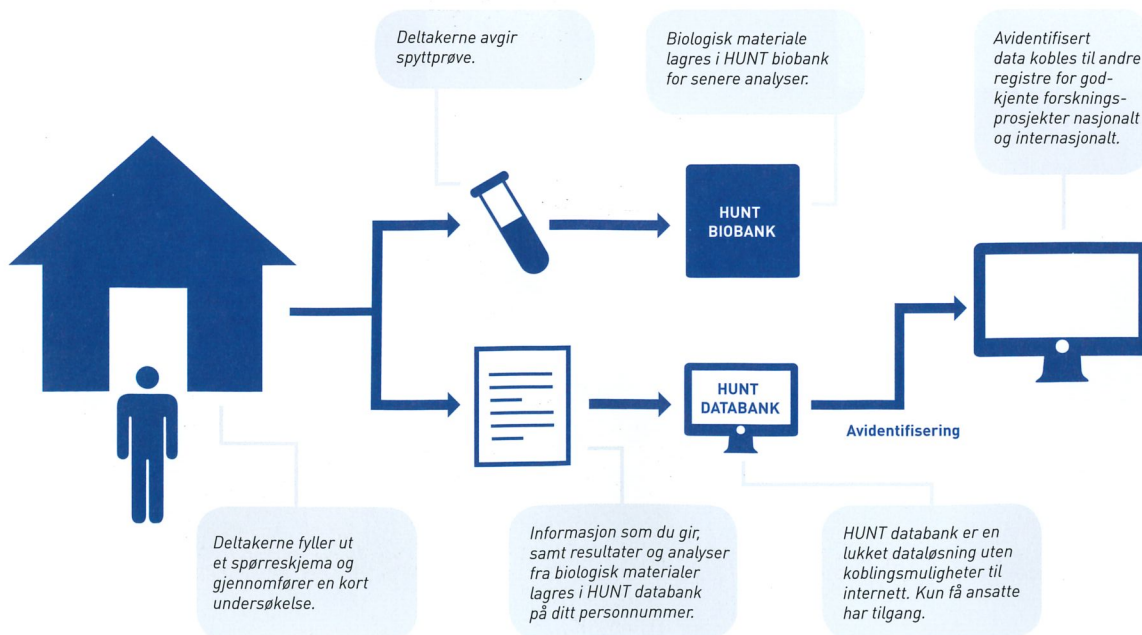 Deltakerne avgir
spyttprøve.
Biologisk materiale
lagres i HUNT biobank
for senere analyser.
Avidentifisert
data kobles til andre
registre for god-
kjente forsknings-
prosjekter nasjonalt
og internasjonalt.
HUNT
BIOBANK
HUNT
DATABANK
Avidentifisering
Deltakerne fyller ut
et spørreskjema og
gjennomfører en kort
undersøkelse.
Informasjon som du gir,
samt resultater og analyser
fra biologisk materialer
lagres i HUNT databank
på ditt personnummer.
HUNT databank er en
lukket dataløsning uten
koblingsmuligheter til
internett. Kun få ansatte
har tilgang.